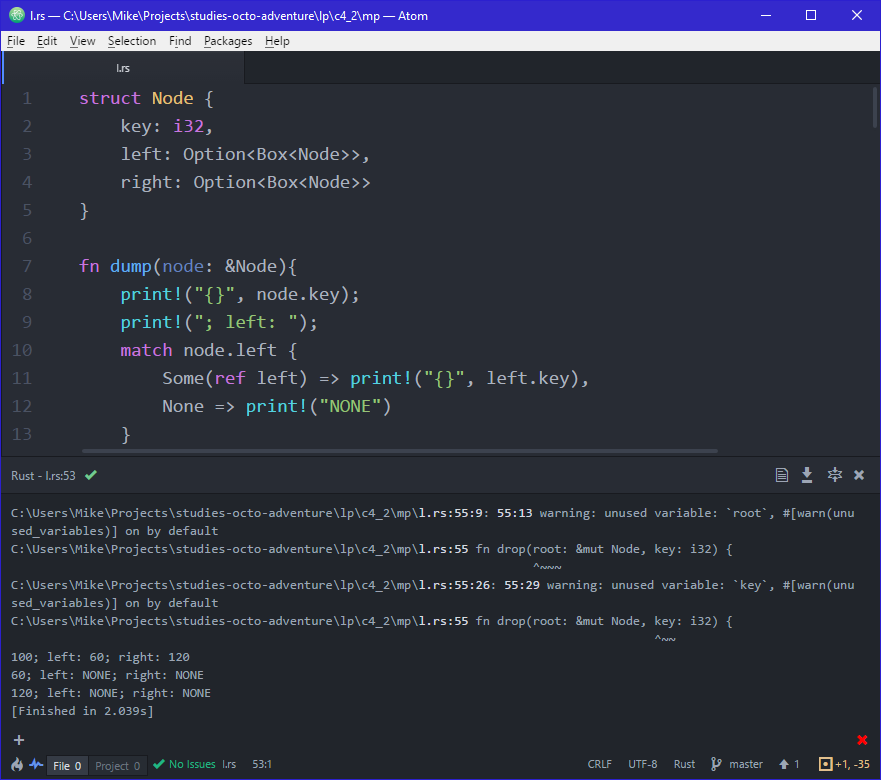 l.rs — C:\Users\Mike\Projects\studies-octo-adventure\lp\c4_2\mp — Atom
File Edit View Selection Find Packages Help
l.rs
1 struct Node {
2 key: i32,
3 left: Option<Box<Node>>,
4 right: Option<Box<Node>>
5 }
6
7 fn dump(node: &Node){
8 print!("{}", node.key);
9 print!("; left: ");
10 match node.left {
11 Some(ref left) => print!("{}", left.key),
12 None => print!("NONE")
13 }
Rust - l.rs:53
C:\Users\Mike\Projects\studies-octo-adventure\lp\c4_2\mp\l.rs:55:9: 55:13 warning: unused variable: `root`, #[warn(unu
sed_variables)] on by default
C:\Users\Mike\Projects\studies-octo-adventure\lp\c4_2\mp\l.rs:55 fn drop(root: &mut Node, key: i32) {
^~~~
C:\Users\Mike\Projects\studies-octo-adventure\lp\c4_2\mp\l.rs:55:26: 55:29 warning: unused variable: `key`, #[warn(unu
sed_variables)] on by default
C:\Users\Mike\Projects\studies-octo-adventure\lp\c4_2\mp\l.rs:55 fn drop(root: &mut Node, key: i32) {
^~~
100; left: 60; right: 120
60; left: NONE; right: NONE
120; left: NONE; right: NONE
[Finished in 2.039s]
File 0 Project 0 No Issues l.rs 53:1 CRLF UTF-8 Rust master 1 +1, -35